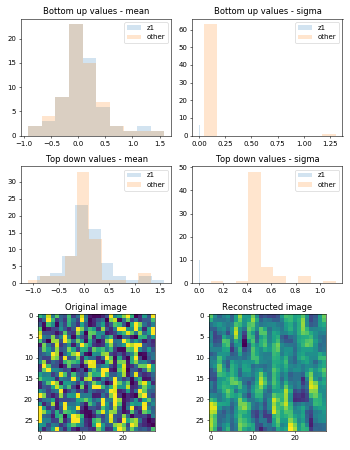 Bottom up values - mean
Bottom up values - sigma
z1
other
z1
other
20
15
10
5
0
60
50
40
30
20
10
0
−1.0 −0.5 0.0 0.5 1.0 1.5
0.00 0.25 0.50 0.75 1.00 1.25
Top down values - mean
Top down values - sigma
z1
other
z1
other
30
25
20
15
10
5
0
50
40
30
20
10
0
−1.0 −0.5 0.0 0.5 1.0 1.5
0.0 0.2 0.4 0.6 0.8 1.0
Original image
Reconstructed image
0
5
10
15
20
25
0
5
10
15
20
25
0 10 20
0 10 20